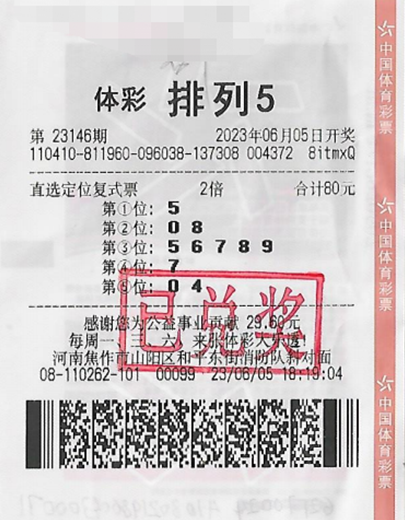 体彩 排列5
第 23146期 2023年06月05日开奖
110410-811960-096038-137308 004372 8itmxQ
直选定位复式票 2倍 合计80元
第①位: 5
第②位: 0 8
第③位: 5 6 7 8 9
第④位: 7
第⑤位: 0 4
已兑奖
感谢您为公益事业贡献 29.60元
每周一、三、六，来张体彩大乐透!
河南焦作市山阳区和平东街消防队斜对面
08-110262-101 00099 23/06/05 18:19:04
中国体育彩票
中国体育彩票
中国体育彩票